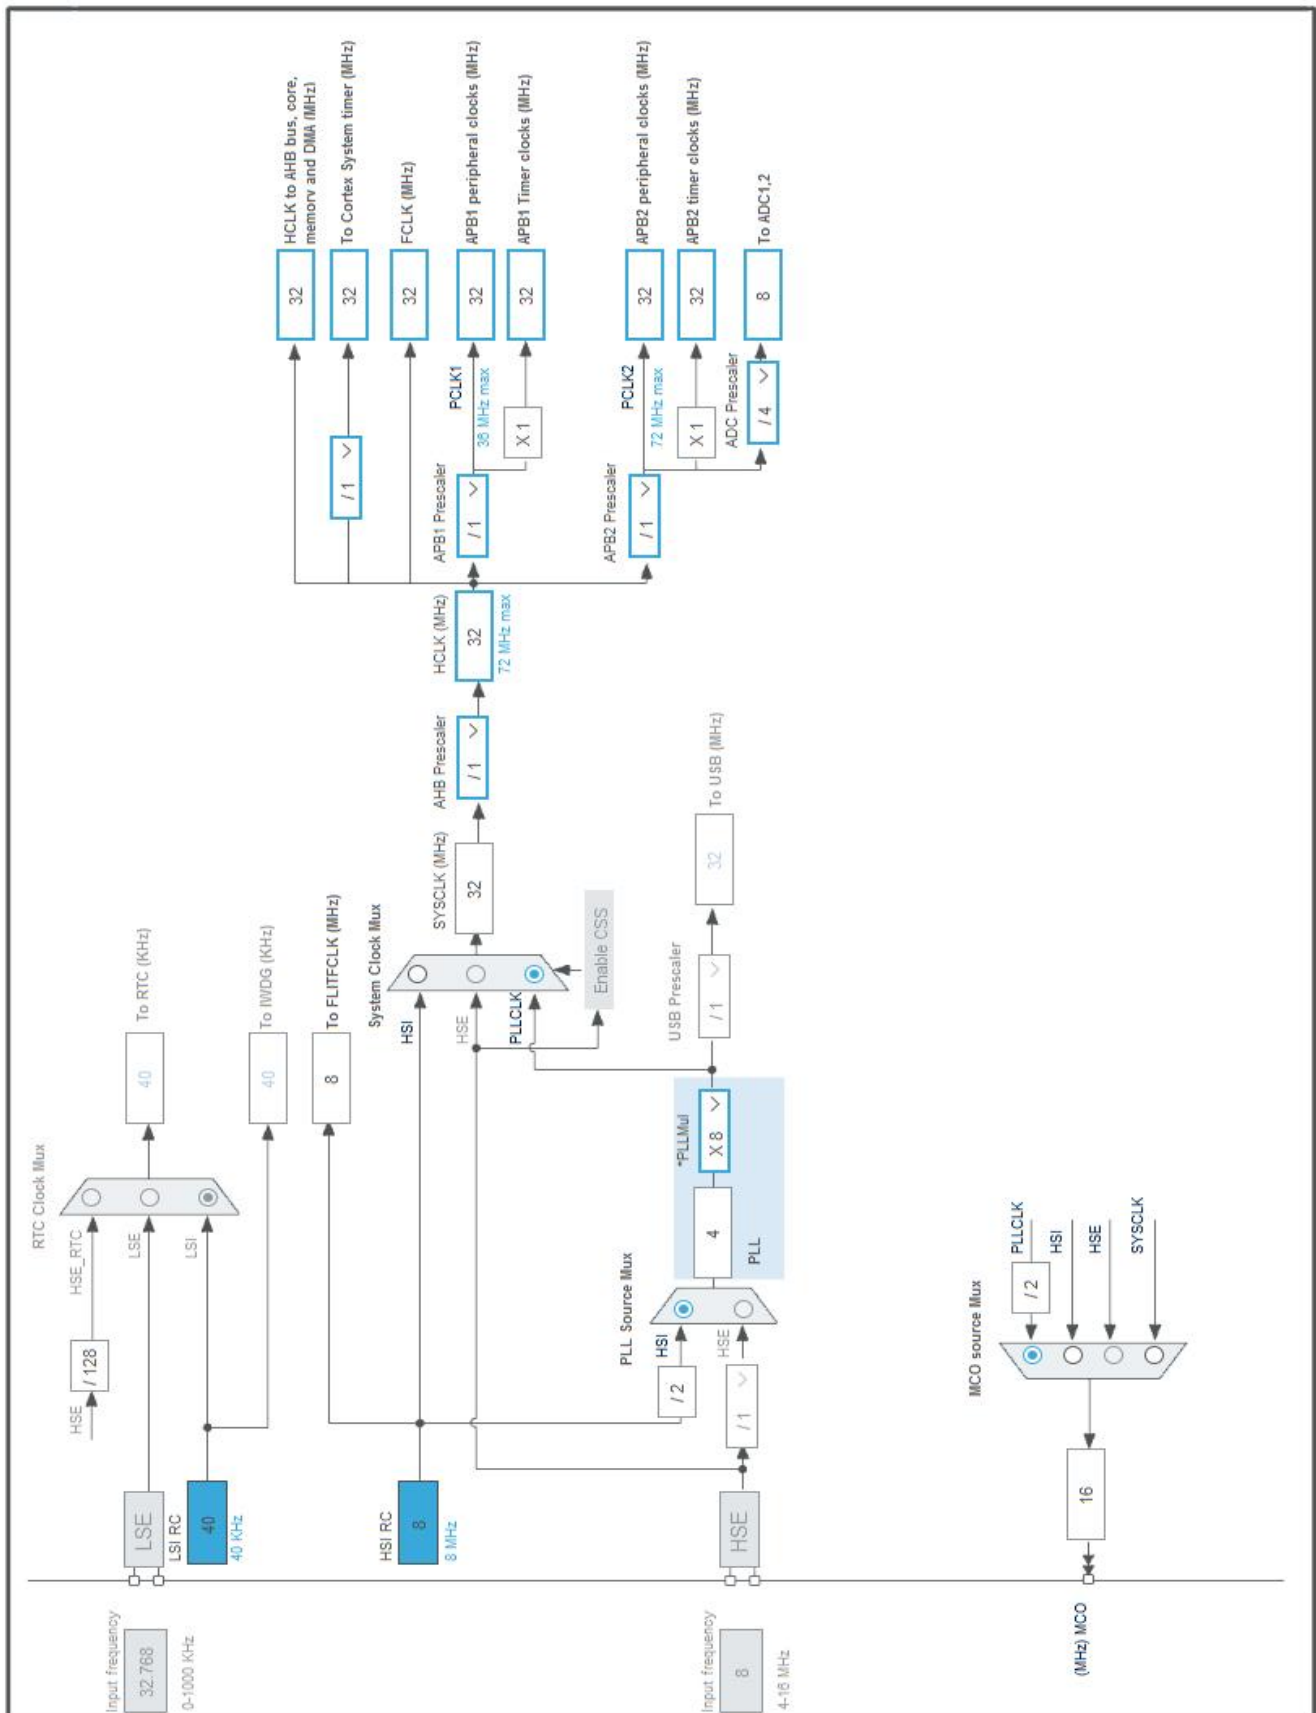 Input frequency
32.768
0-1000 KHz
LSE
LSI RC
40
40 KHz
HSE
/ 128
HSE_RTC
LSE
LSI
RTC Clock Mux
40
To RTC (KHz)
40
To IWDG (KHz)
HSI RC
8
8 MHz
8
To FLITFCLK (MHz)
System Clock Mux
HSI
HSE
PLLCLK
Enable CSS
SYSCLK (MHz)
32
AHB Prescaler
/ 1
HCLK (MHz)
32
72 MHz max
32
HCLK to AHB bus, core,
memory and DMA (MHz)
/ 1
32
To Cortex System timer (MHz)
32
FCLK (MHz)
APB1 Prescaler
/ 1
PCLK1
36 MHz max
32
APB1 peripheral clocks (MHz)
X 1
32
APB1 Timer clocks (MHz)
APB2 Prescaler
/ 1
PCLK2
72 MHz max
32
APB2 peripheral clocks (MHz)
X 1
32
APB2 timer clocks (MHz)
ADC Prescaler
/ 4
8
To ADC1,2
Input frequency
8
4-16 MHz
HSE
/ 1
/ 2
PLL Source Mux
HSI
HSE
4
PLL
*PLLMul
X 8
USB Prescaler
/ 1
32
To USB (MHz)
MCO source Mux
/ 2
PLLCLK
HSI
HSE
SYSCLK
16
(MHz) MCO